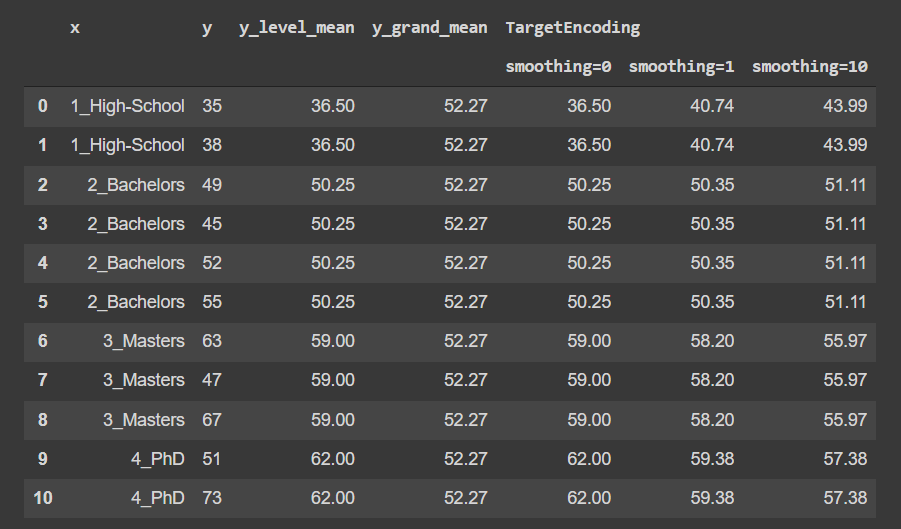 x y y_level_mean y_grand_mean TargetEncoding
smoothing=0 smoothing=1 smoothing=10
0 1_High-School 35 36.50 52.27 36.50 40.74 43.99
1 1_High-School 38 36.50 52.27 36.50 40.74 43.99
2 2_Bachelors 49 50.25 52.27 50.25 50.35 51.11
3 2_Bachelors 45 50.25 52.27 50.25 50.35 51.11
4 2_Bachelors 52 50.25 52.27 50.25 50.35 51.11
5 2_Bachelors 55 50.25 52.27 50.25 50.35 51.11
6 3_Masters 63 59.00 52.27 59.00 58.20 55.97
7 3_Masters 47 59.00 52.27 59.00 58.20 55.97
8 3_Masters 67 59.00 52.27 59.00 58.20 55.97
9 4_PhD 51 62.00 52.27 62.00 59.38 57.38
10 4_PhD 73 62.00 52.27 62.00 59.38 57.38